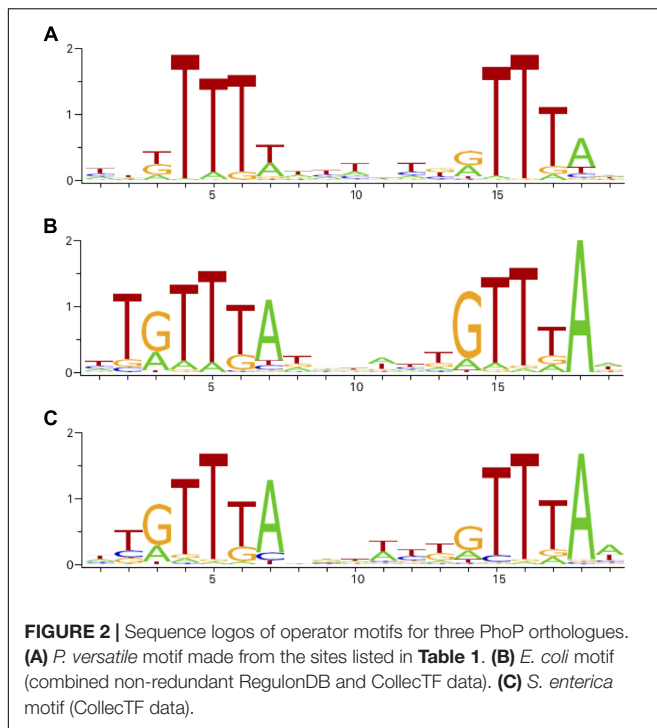 A
2
1
0
5
10
15
B
2
1
0
5
10
15
C
2
1
0
5
10
15
FIGURE 2 | Sequence logos of operator motifs for three PhoP orthologues.
(A) P. versatile motif made from the sites listed in Table 1. (B) E. coli motif
(combined non-redundant RegulonDB and CollecTF data). (C) S. enterica
motif (CollecTF data).